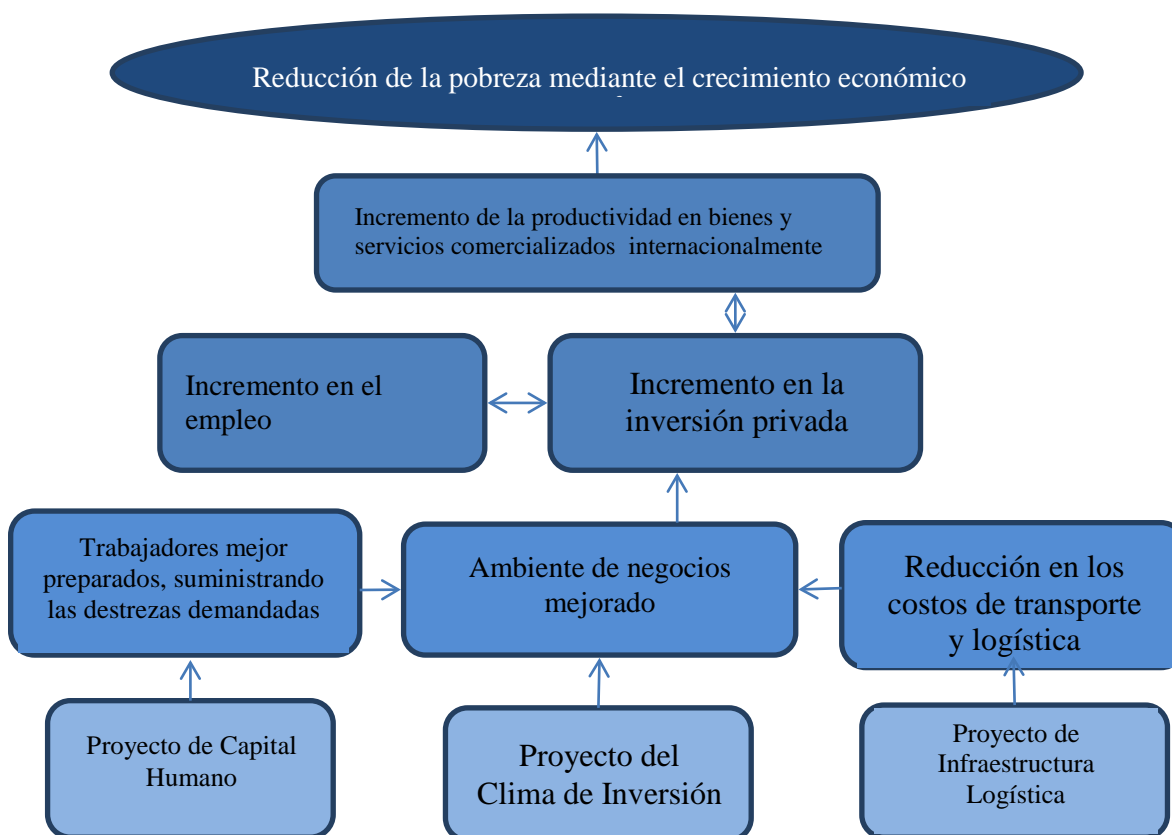 Reducción de la pobreza mediante el crecimiento económico
Incremento de la productividad en bienes y
servicios comercializados internacionalmente
Incremento en el
empleo
Incremento en la
inversión privada
Trabajadores mejor
preparados, suministrando
las destrezas demandadas
Ambiente de negocios
mejorado
Reducción en los
costos de transporte
y logística
Proyecto de Capital
Humano
Proyecto del
Clima de Inversión
Proyecto de
Infraestructura
Logística